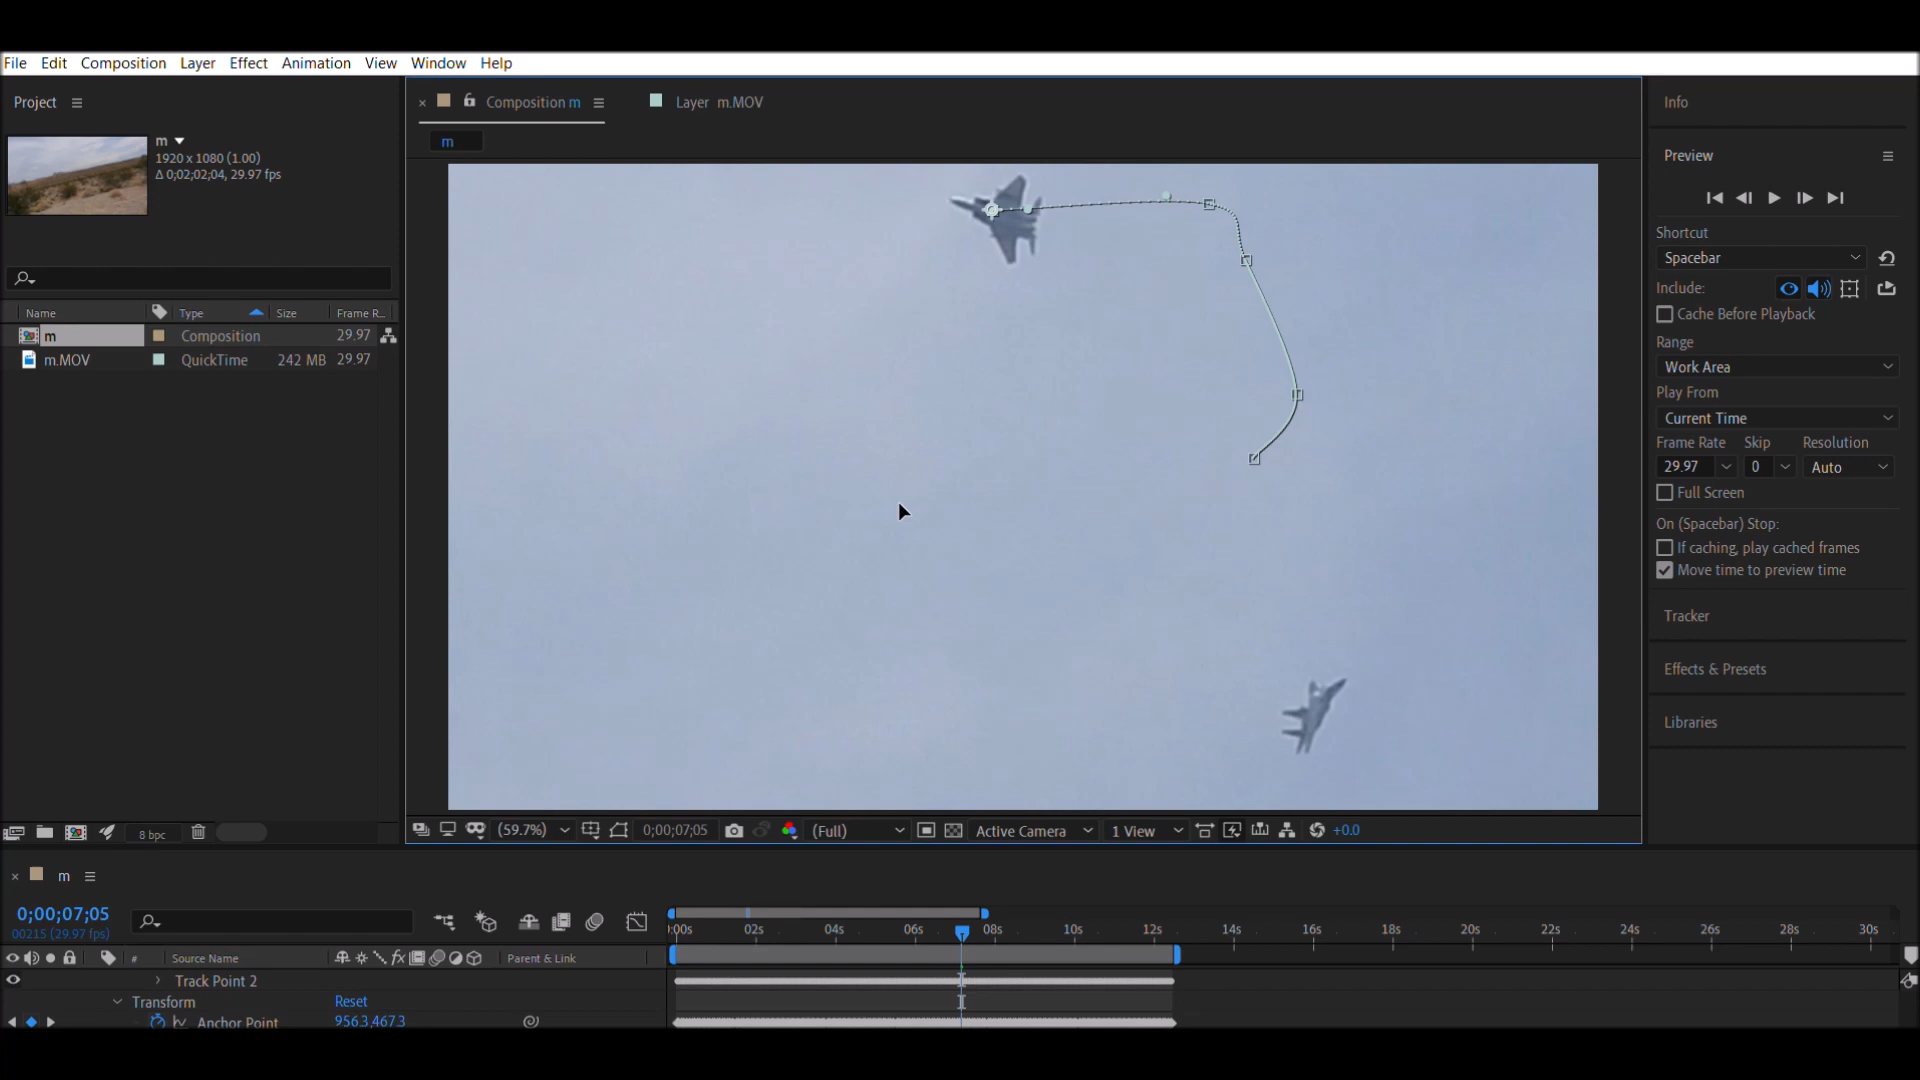 File Edit Composition Layer Effect Animation View Window Help
Project
m
1920 x 1080 (1.00)
Δ 0;02;02;04, 29.97 fps
Name Type Size Frame R...
m Composition 29.97
m.MOV QuickTime 242 MB 29.97
8 bpc
× Composition m
Layer m.MOV
m
(59.7%) 0;00;07;05 (Full) Active Camera 1 View +0.0
Info
Preview
Shortcut
Spacebar
Include:
Cache Before Playback
Range
Work Area
Play From
Current Time
Frame Rate Skip Resolution
29.97 0 Auto
Full Screen
On (Spacebar) Stop:
If caching, play cached frames
Move time to preview time
Tracker
Effects & Presets
Libraries
× m
0;00;07;05
00215 (29.97 fps)
):00s 02s 04s 06s 08s 10s 12s 14s 16s 18s 20s 22s 24s 26s 28s 30s
# Source Name fx Parent & Link
Track Point 2
Transform Reset
Anchor Point 956.3,467.3